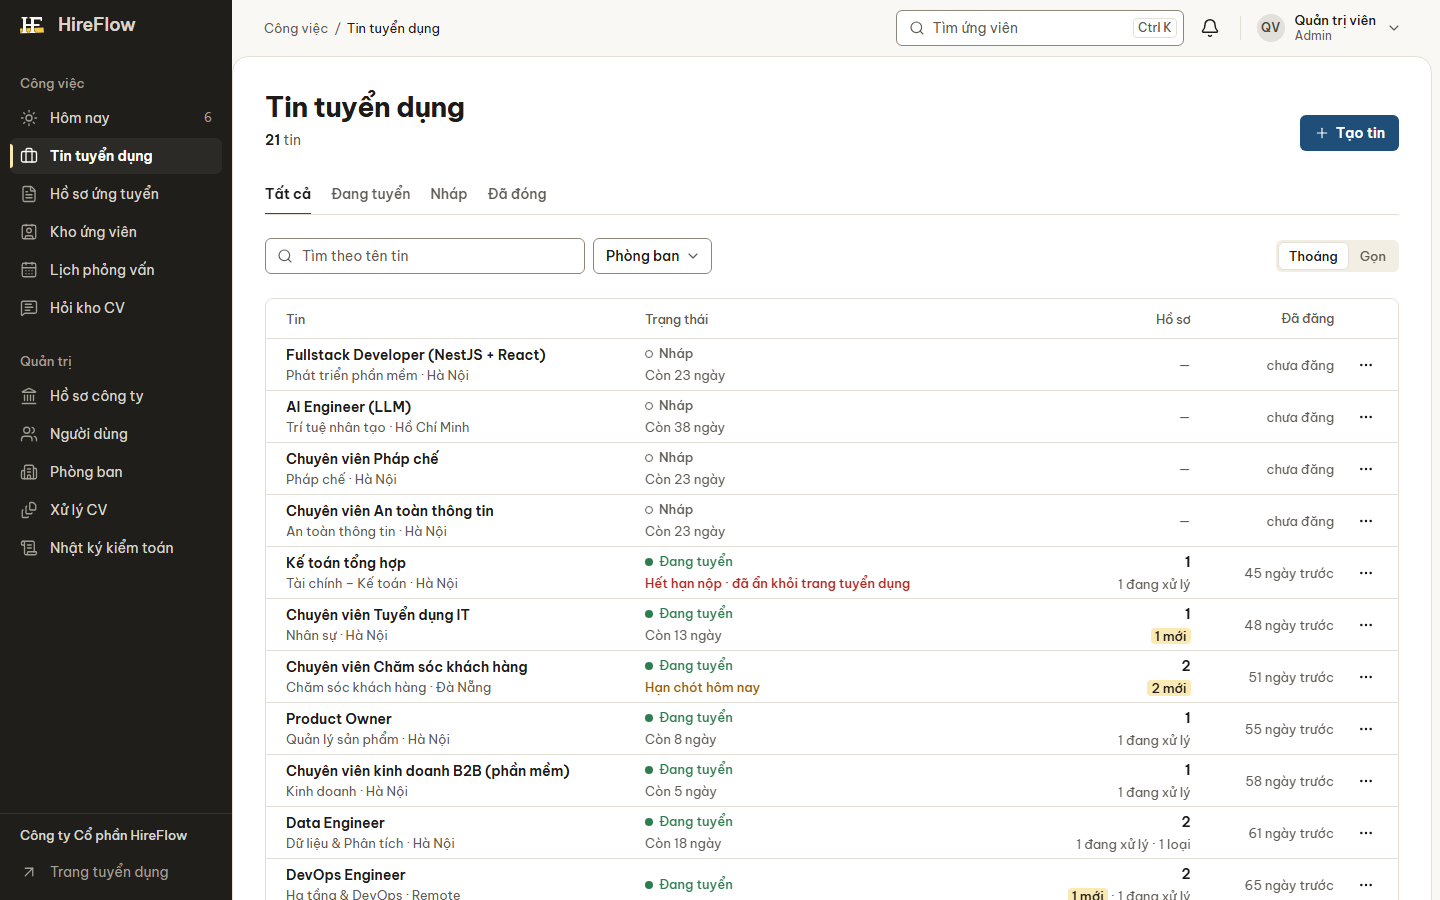 HF HireFlow
Công việc / Tin tuyển dụng
Tìm ứng viên
Ctrl K
QV
Quản trị viên
Admin
Công việc
Hôm nay 6
Tin tuyển dụng
Hồ sơ ứng tuyển
Kho ứng viên
Lịch phỏng vấn
Hỏi kho CV
Quản trị
Hồ sơ công ty
Người dùng
Phòng ban
Xử lý CV
Nhật ký kiểm toán
Công ty Cổ phần HireFlow
Trang tuyển dụng
Tin tuyển dụng
21 tin
+ Tạo tin
Tất cả Đang tuyển Nháp Đã đóng
Tìm theo tên tin
Phòng ban
Thoáng Gọn
Tin Trạng thái Hồ sơ Đã đăng
Fullstack Developer (NestJS + React)
Phát triển phần mềm · Hà Nội
Nháp
Còn 23 ngày
—
chưa đăng
AI Engineer (LLM)
Trí tuệ nhân tạo · Hồ Chí Minh
Nháp
Còn 38 ngày
—
chưa đăng
Chuyên viên Pháp chế
Pháp chế · Hà Nội
Nháp
Còn 23 ngày
—
chưa đăng
Chuyên viên An toàn thông tin
An toàn thông tin · Hà Nội
Nháp
Còn 23 ngày
—
chưa đăng
Kế toán tổng hợp
Tài chính – Kế toán · Hà Nội
Đang tuyển
Hết hạn nộp · đã ẩn khỏi trang tuyển dụng
1
1 đang xử lý
45 ngày trước
Chuyên viên Tuyển dụng IT
Nhân sự · Hà Nội
Đang tuyển
Còn 13 ngày
1
1 mới
48 ngày trước
Chuyên viên Chăm sóc khách hàng
Chăm sóc khách hàng · Đà Nẵng
Đang tuyển
Hạn chót hôm nay
2
2 mới
51 ngày trước
Product Owner
Quản lý sản phẩm · Hà Nội
Đang tuyển
Còn 8 ngày
1
1 đang xử lý
55 ngày trước
Chuyên viên kinh doanh B2B (phần mềm)
Kinh doanh · Hà Nội
Đang tuyển
Còn 5 ngày
1
1 đang xử lý
58 ngày trước
Data Engineer
Dữ liệu & Phân tích · Hà Nội
Đang tuyển
Còn 18 ngày
2
1 đang xử lý · 1 loại
61 ngày trước
DevOps Engineer
Hạ tầng & DevOps · Remote
Đang tuyển
2
1 mới · 1 đang xử lý
65 ngày trước